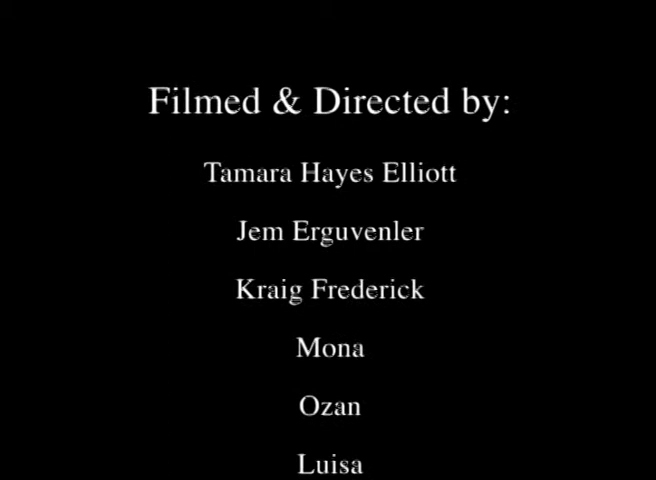 Filmed & Directed by:
Tamara Hayes Elliott
Jem Erguvenler
Kraig Frederick
Mona
Ozan
Luisa